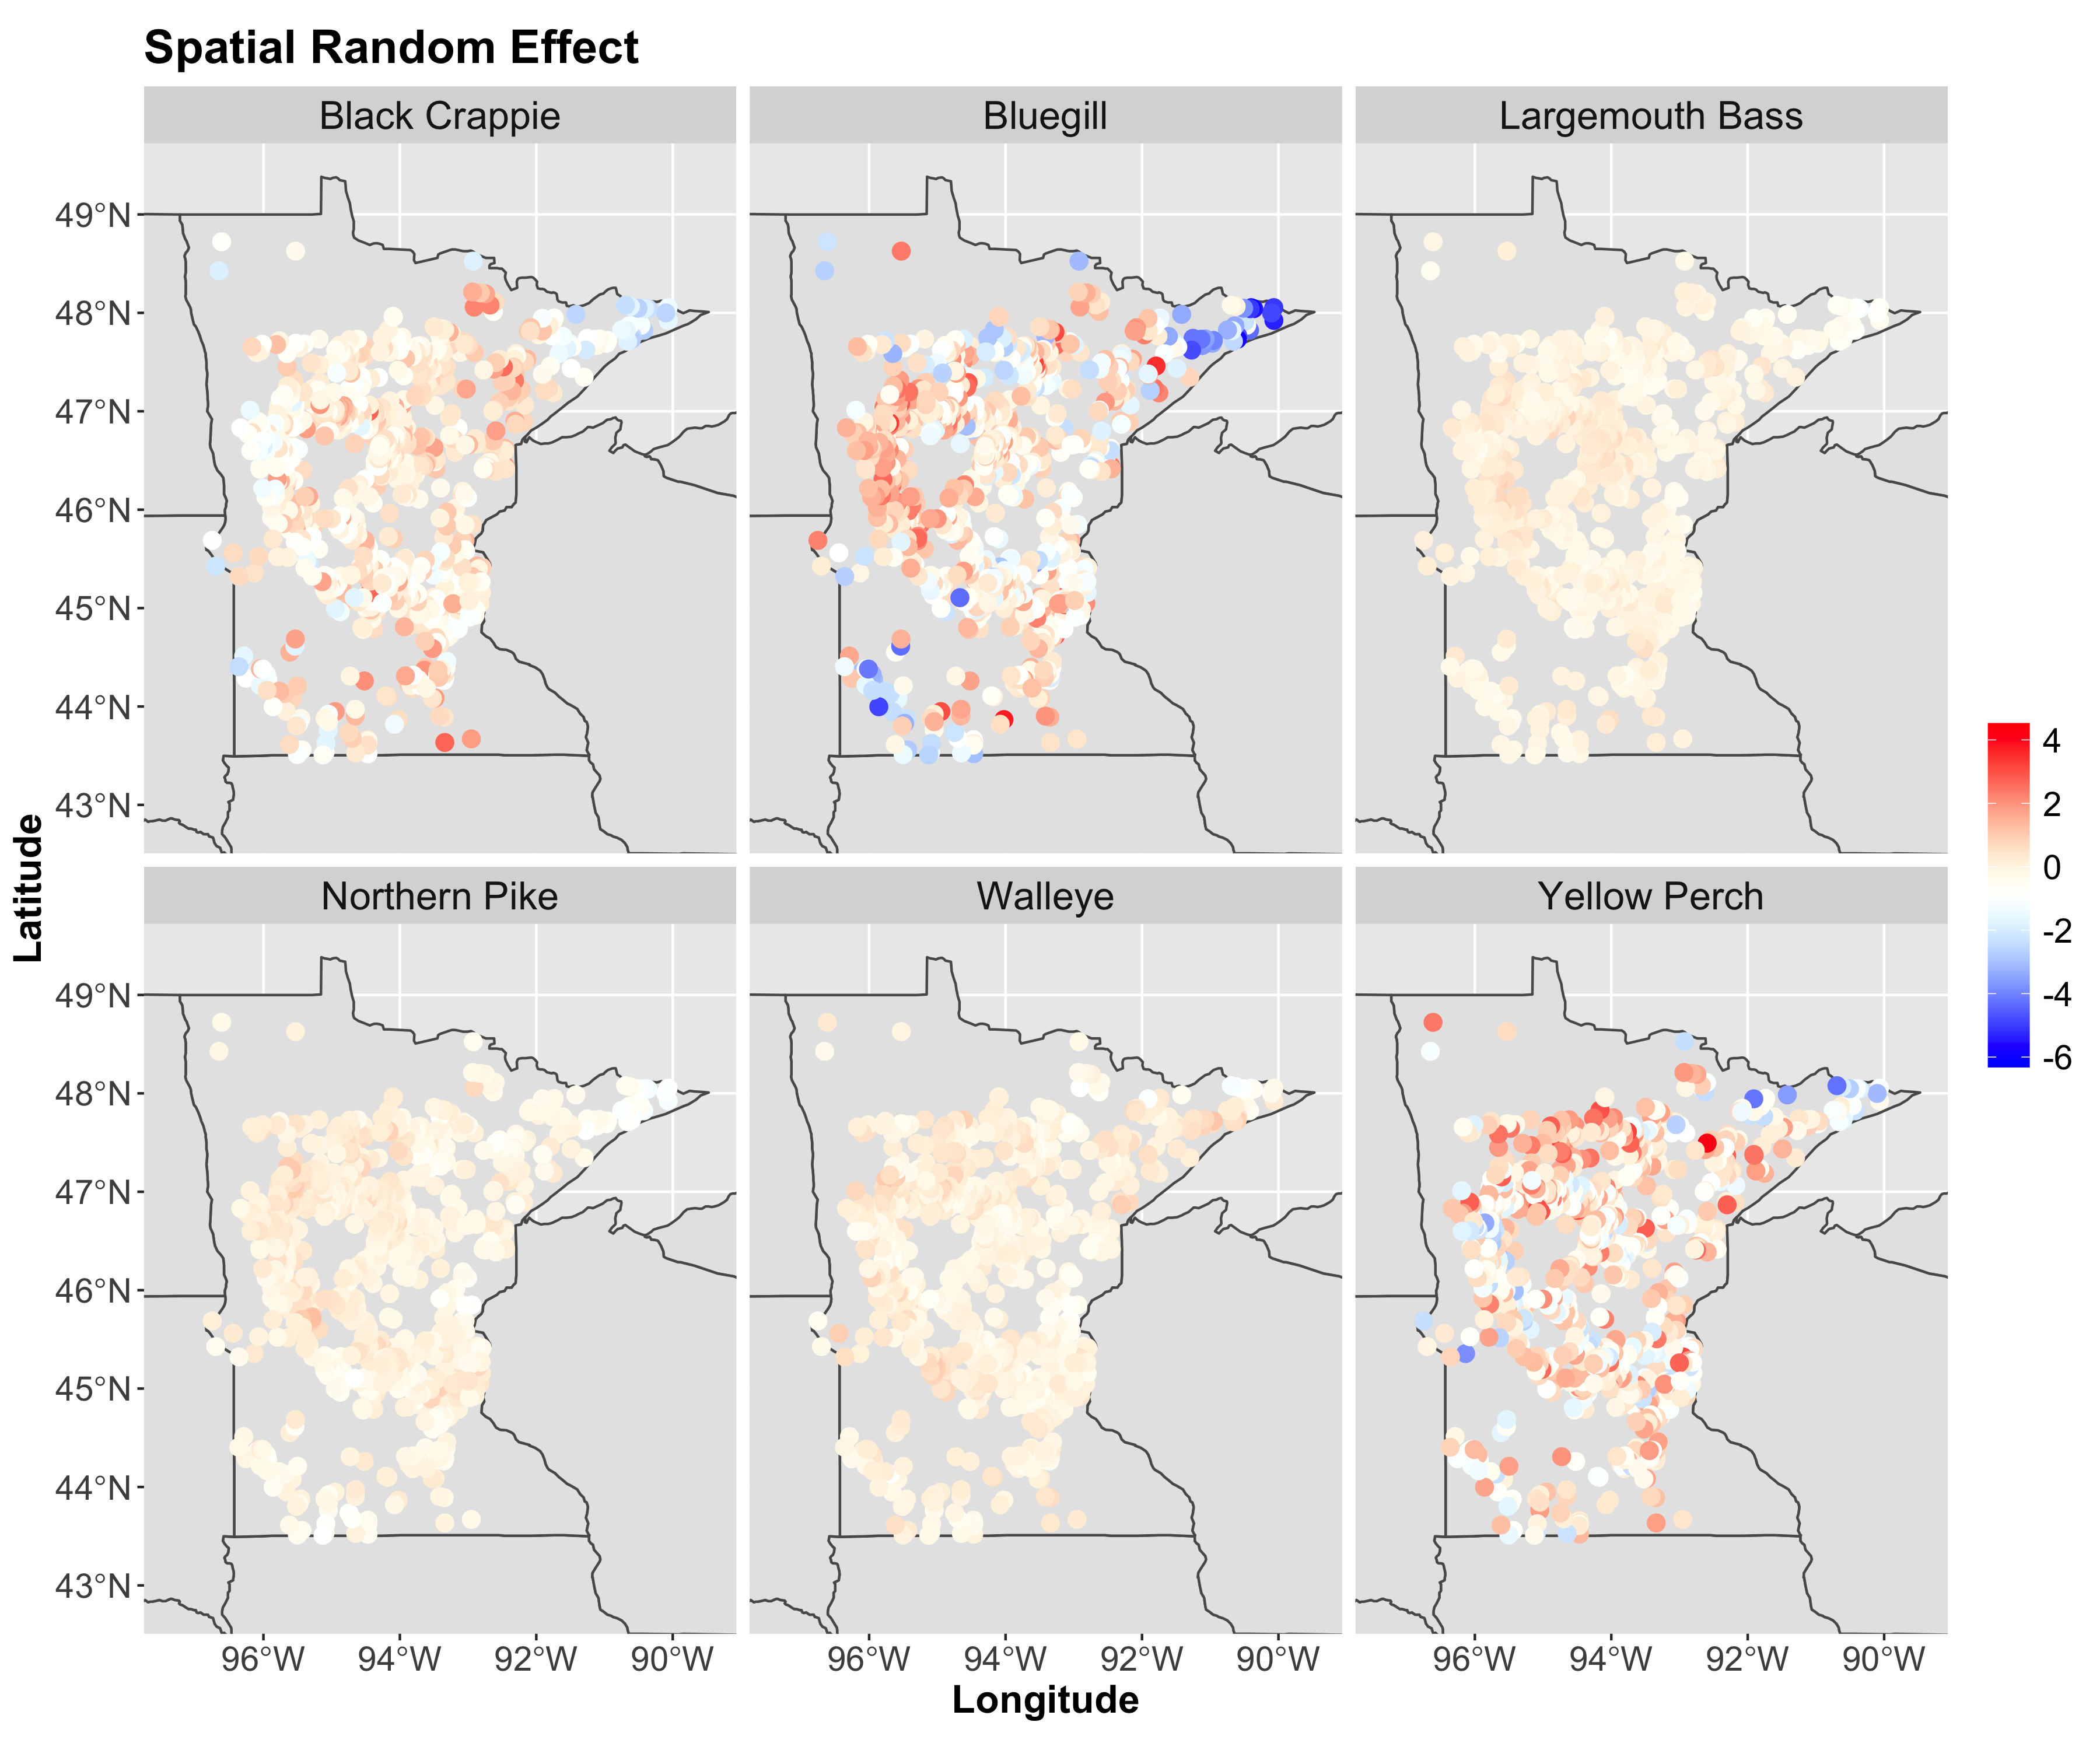 Spatial Random Effect
Black Crappie
Bluegill
Largemouth Bass
49°N
48°N
47°N
46°N
45°N
44°N
43°N
Northern Pike
Walleye
Yellow Perch
49°N
48°N
47°N
46°N
45°N
44°N
43°N
96°W 94°W 92°W 90°W
96°W 94°W 92°W 90°W
96°W 94°W 92°W 90°W
Longitude
Latitude
4
2
0
-2
-4
-6